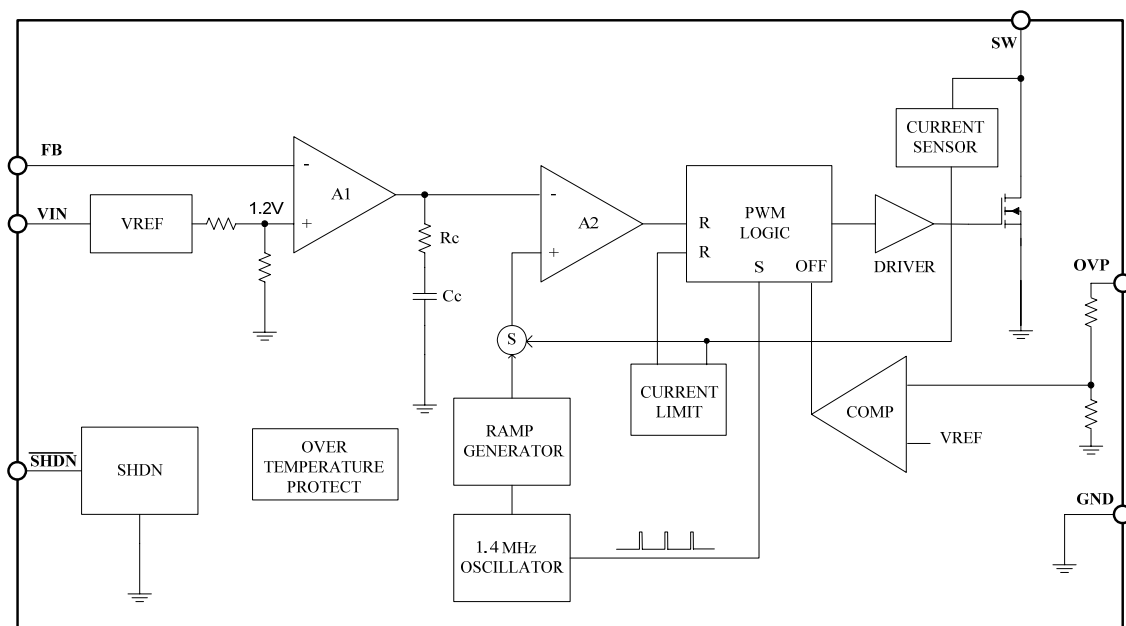 SW
FB
VIN
VREF
1.2V
-
+
A1
Rc
Cc
-
+
A2
R
R
PWM
LOGIC
S
OFF
DRIVER
CURRENT
SENSOR
OVP
S
CURRENT
LIMIT
COMP
VREF
RAMP
GENERATOR
SHDN
SHDN
OVER
TEMPERATURE
PROTECT
1.4 MHz
OSCILLATOR
GND